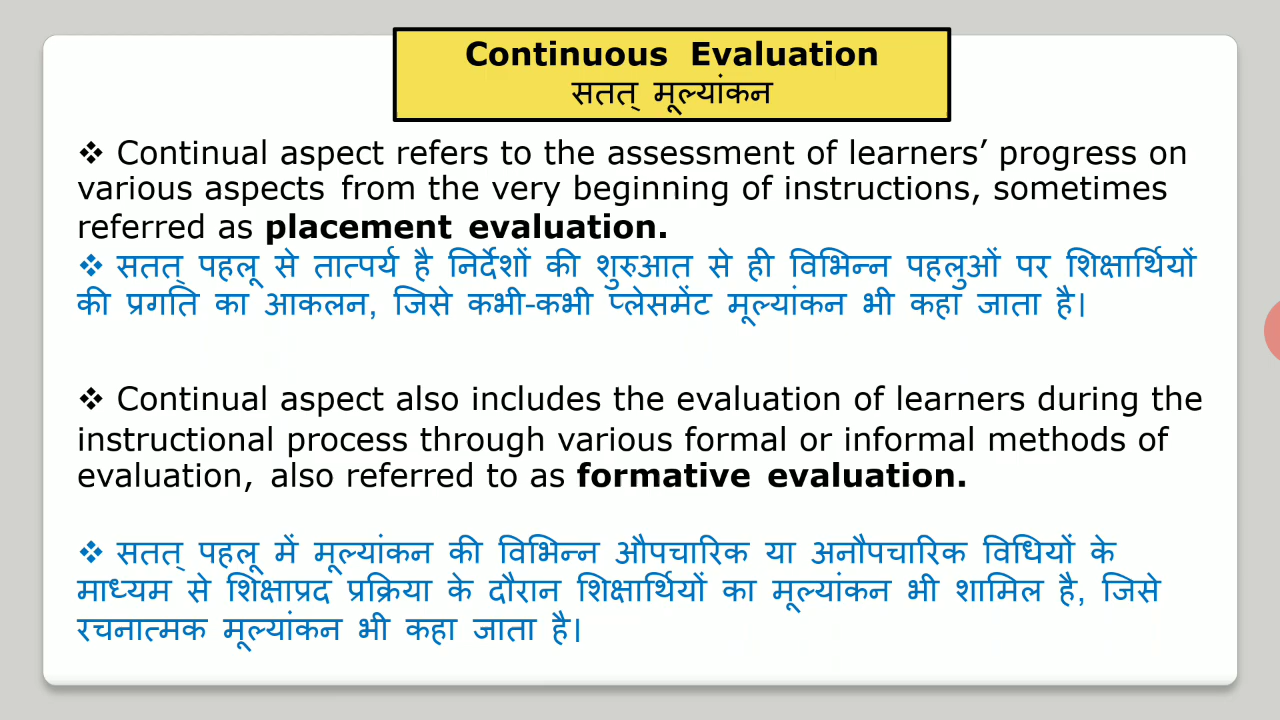 Continuous Evaluation
सतत् मूल्यांकन
❖ Continual aspect refers to the assessment of learners’ progress on
various aspects from the very beginning of instructions, sometimes
referred as placement evaluation.
❖ सतत् पहलू से तात्पर्य है निर्देशों की शुरुआत से ही विभिन्न पहलुओं पर शिक्षार्थियों
की प्रगति का आकलन, जिसे कभी-कभी प्लेसमेंट मूल्यांकन भी कहा जाता है।
❖ Continual aspect also includes the evaluation of learners during the
instructional process through various formal or informal methods of
evaluation, also referred to as formative evaluation.
❖ सतत् पहलू में मूल्यांकन की विभिन्न औपचारिक या अनौपचारिक विधियों के
माध्यम से शिक्षाप्रद प्रक्रिया के दौरान शिक्षार्थियों का मूल्यांकन भी शामिल है, जिसे
रचनात्मक मूल्यांकन भी कहा जाता है।